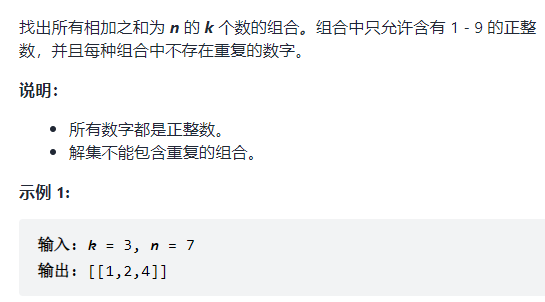 找出所有相加之和为 n 的 k 个数的组合。组合中只允许含有 1 - 9 的正整
数，并且每种组合中不存在重复的数字。
说明：
• 所有数字都是正整数。
• 解集不能包含重复的组合。
示例 1:
输入: k = 3, n = 7
输出: [[1,2,4]]